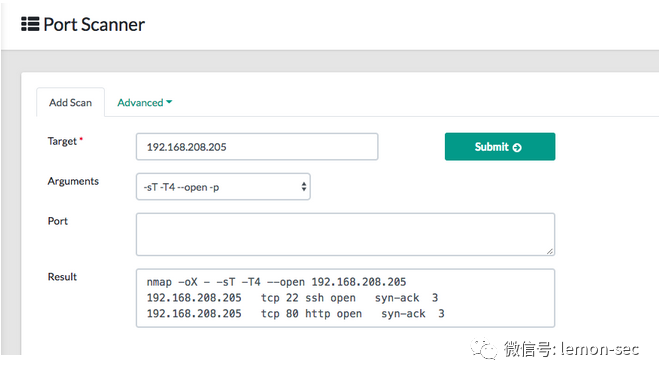 Port Scanner
Add Scan
Advanced
Target *
192.168.208.205
Submit
Arguments
-sT -T4 --open -p
Port
Result
nmap -oX - -sT -T4 --open 192.168.208.205
192.168.208.205 tcp 22 ssh open syn-ack 3
192.168.208.205 tcp 80 http open syn-ack 3
微信号: lemon-sec